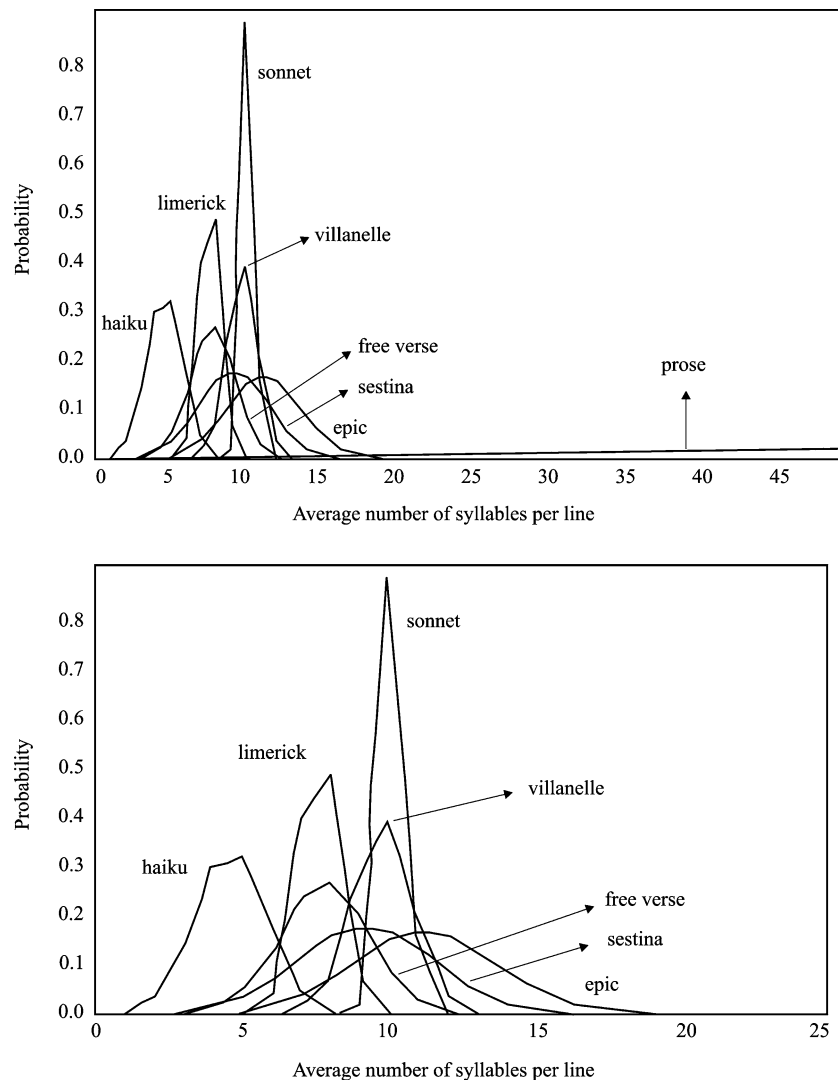 0.8
sonnet
0.7
0.6
0.5
limerick
villanelle
0.4
Probability
0.3
haiku
free verse
0.2
prose
sestina
0.1
epic
0.0
0 5 10 15 20 25 30 35 40 45
Average number of syllables per line
0.8
sonnet
0.7
0.6
0.5
limerick
villanelle
0.4
Probability
0.3
haiku
free verse
0.2
sestina
0.1
epic
0.0
0 5 10 15 20 25
Average number of syllables per line